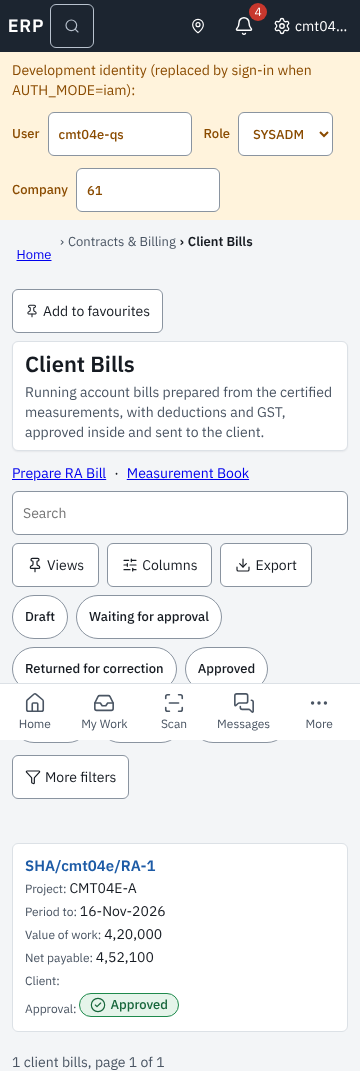 ERP
4
cmt04...
Development identity (replaced by sign-in when
AUTH_MODE=iam):
User cmt04e-qs Role SYSADM
Company 61
Home › Contracts & Billing › Client Bills
Add to favourites
Client Bills
Running account bills prepared from the certified
measurements, with deductions and GST,
approved inside and sent to the client.
Prepare RA Bill · Measurement Book
Search
Views Columns Export
Draft Waiting for approval
Returned for correction Approved
Home My Work Scan Messages More
More filters
SHA/cmt04e/RA-1
Project: CMT04E-A
Period to: 16-Nov-2026
Value of work: 4,20,000
Net payable: 4,52,100
Client:
Approval: Approved
1 client bills, page 1 of 1